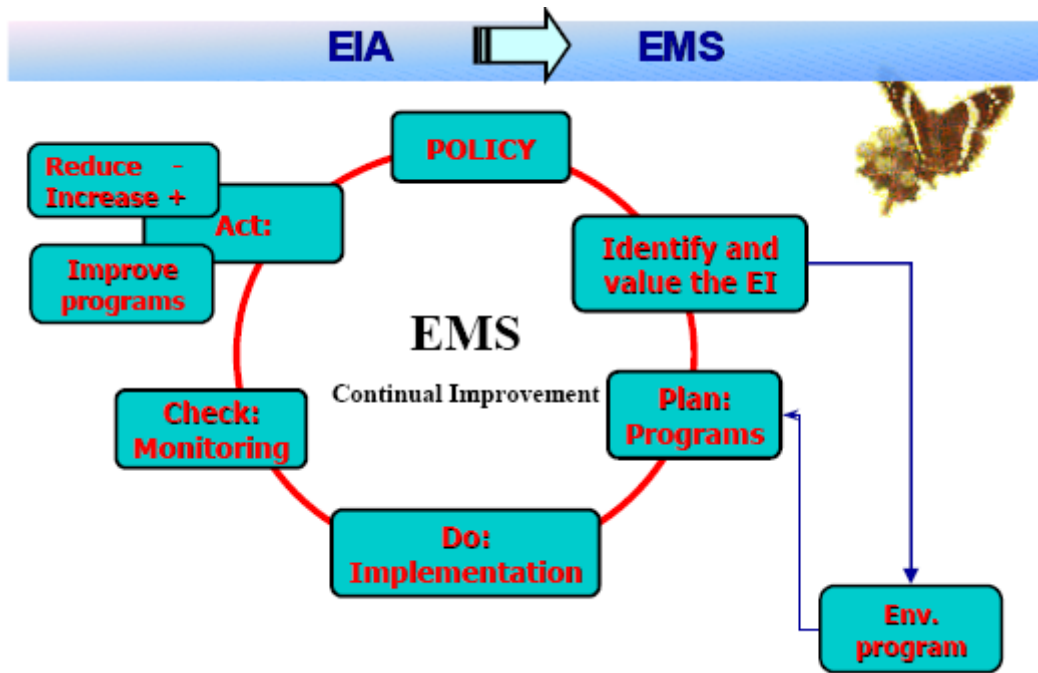 EIA
EMS
POLICY
Reduce -
Increase +
Act:
Improve
programs
Identify and
value the EI
EMS
Continual Improvement
Plan:
Programs
Check:
Monitoring
Do:
Implementation
Env.
program